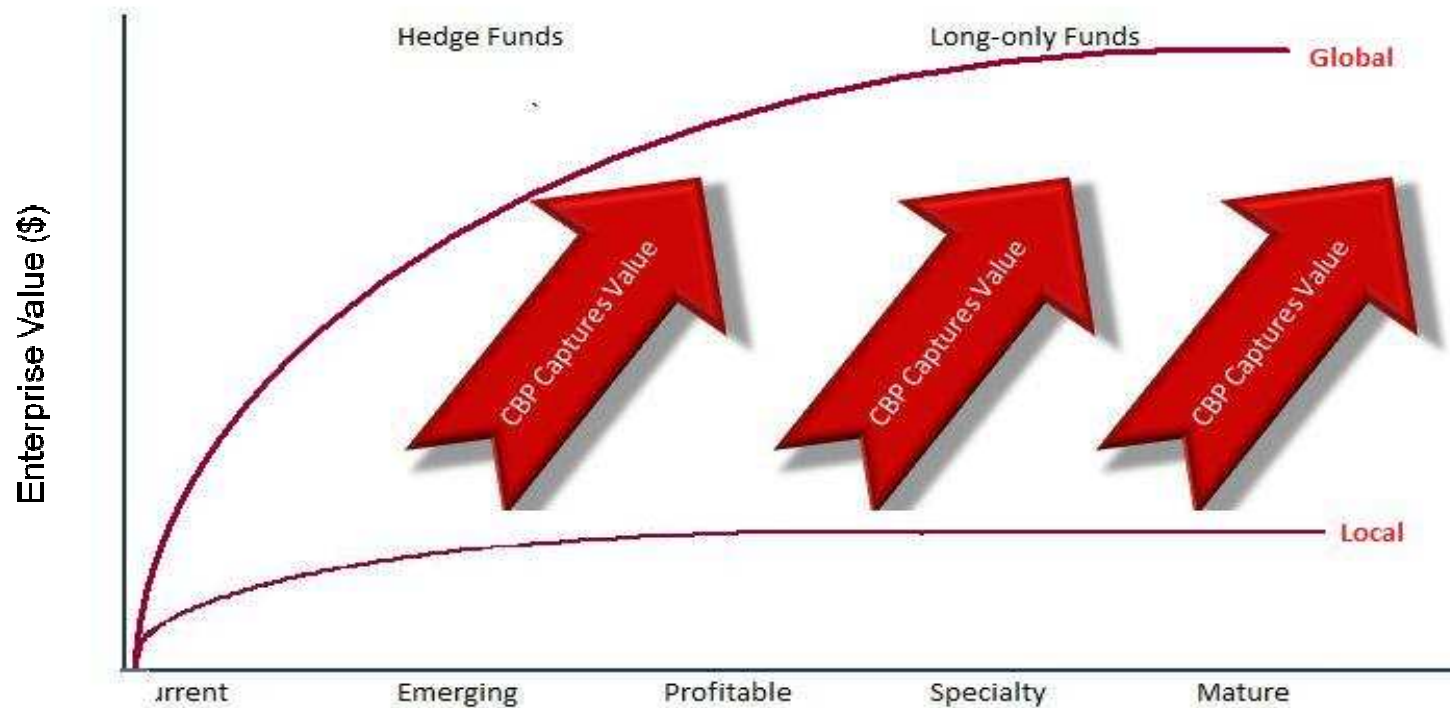 Hedge Funds
Long-only Funds
Global
Enterprise Value ($)
CBP Captures Value
CBP Captures Value
CBP Captures Value
Local
urrent
Emerging
Profitable
Specialty
Mature